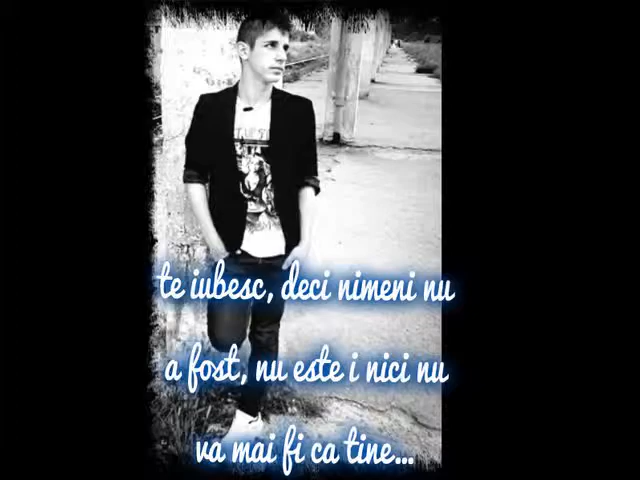 te iubesc, deci nimeni nu
a fost, nu este i nici nu
va mai fi ca tine...